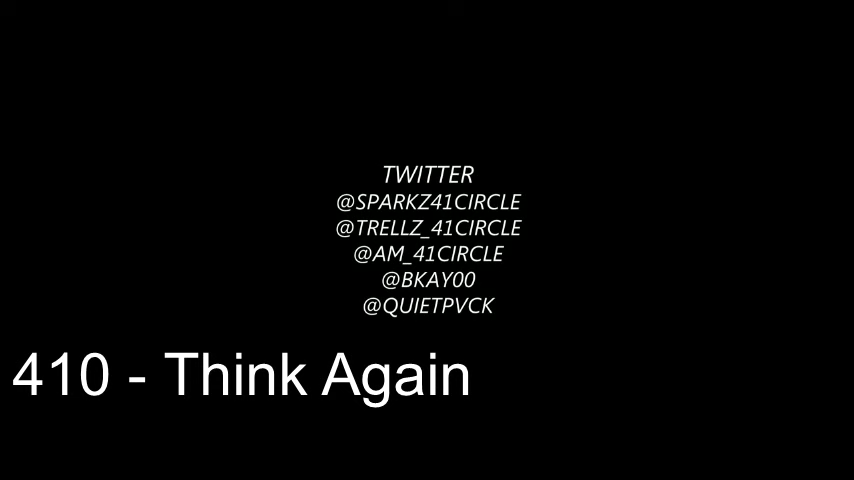 TWITTER
@SPARKZ41CIRCLE
@TRELLZ_41CIRCLE
@AM_41CIRCLE
@BKAY00
@QUIETPVCK
410 - Think Again